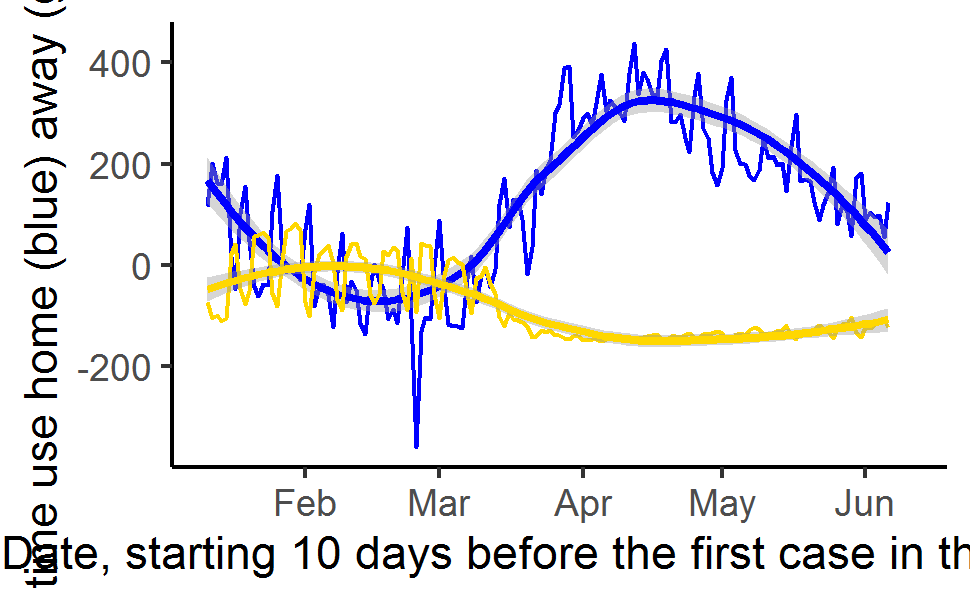 time use home (blue) away (
400
200
0
-200
Feb Mar Apr May Jun
Date, starting 10 days before the first case in th